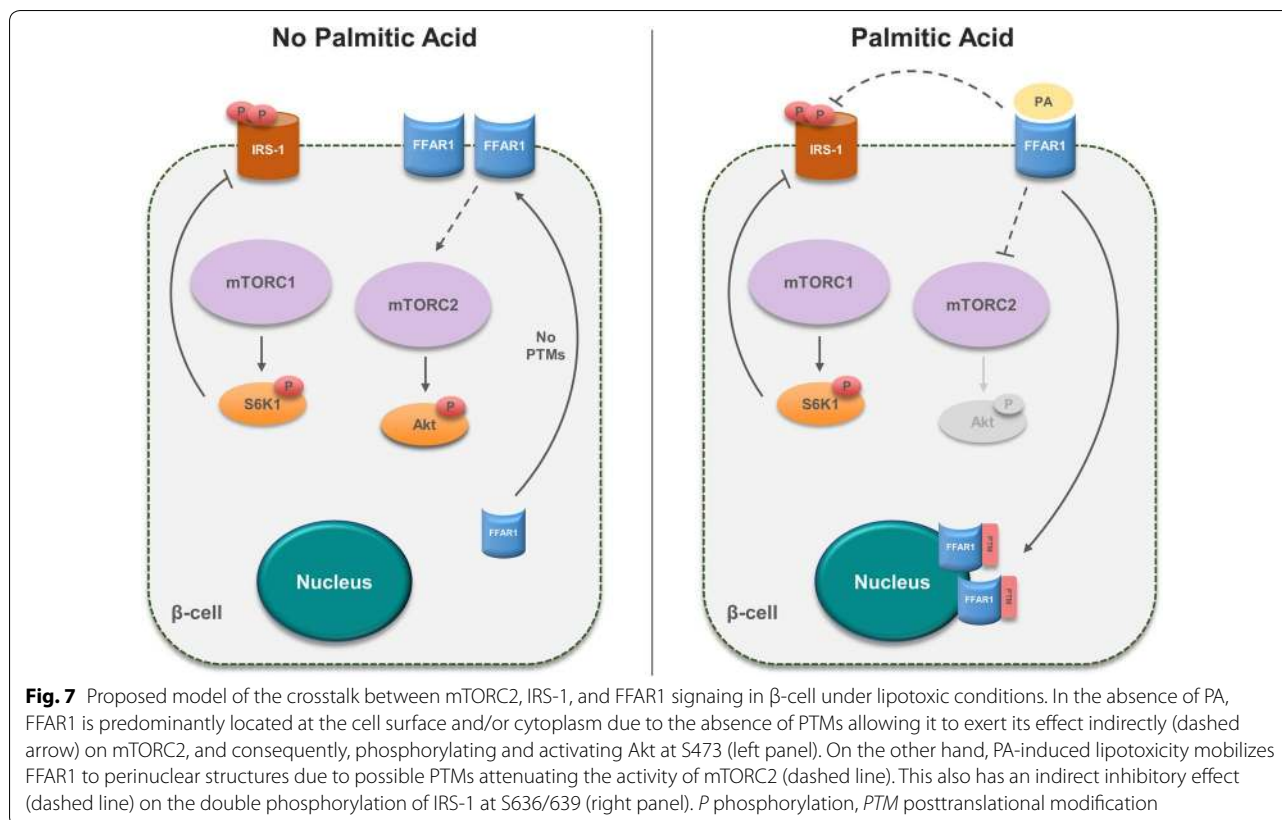 No Palmitic Acid
P
P
IRS-1
FFAR1
FFAR1
mTORC1
mTORC2
No
PTMs
S6K1
P
Akt
P
FFAR1
Nucleus
β-cell
Palmitic Acid
P
P
IRS-1
PA
FFAR1
mTORC1
mTORC2
S6K1
P
Akt
P
FFAR1
PTM
Nucleus
FFAR1
PTM
β-cell
Fig. 7 Proposed model of the crosstalk between mTORC2, IRS-1, and FFAR1 signaing in β-cell under lipotoxic conditions. In the absence of PA,
FFAR1 is predominantly located at the cell surface and/or cytoplasm due to the absence of PTMs allowing it to exert its effect indirectly (dashed
arrow) on mTORC2, and consequently, phosphorylating and activating Akt at S473 (left panel). On the other hand, PA-induced lipotoxicity mobilizes
FFAR1 to perinuclear structures due to possible PTMs attenuating the activity of mTORC2 (dashed line). This also has an indirect inhibitory effect
(dashed line) on the double phosphorylation of IRS-1 at S636/639 (right panel). P phosphorylation, PTM posttranslational modification